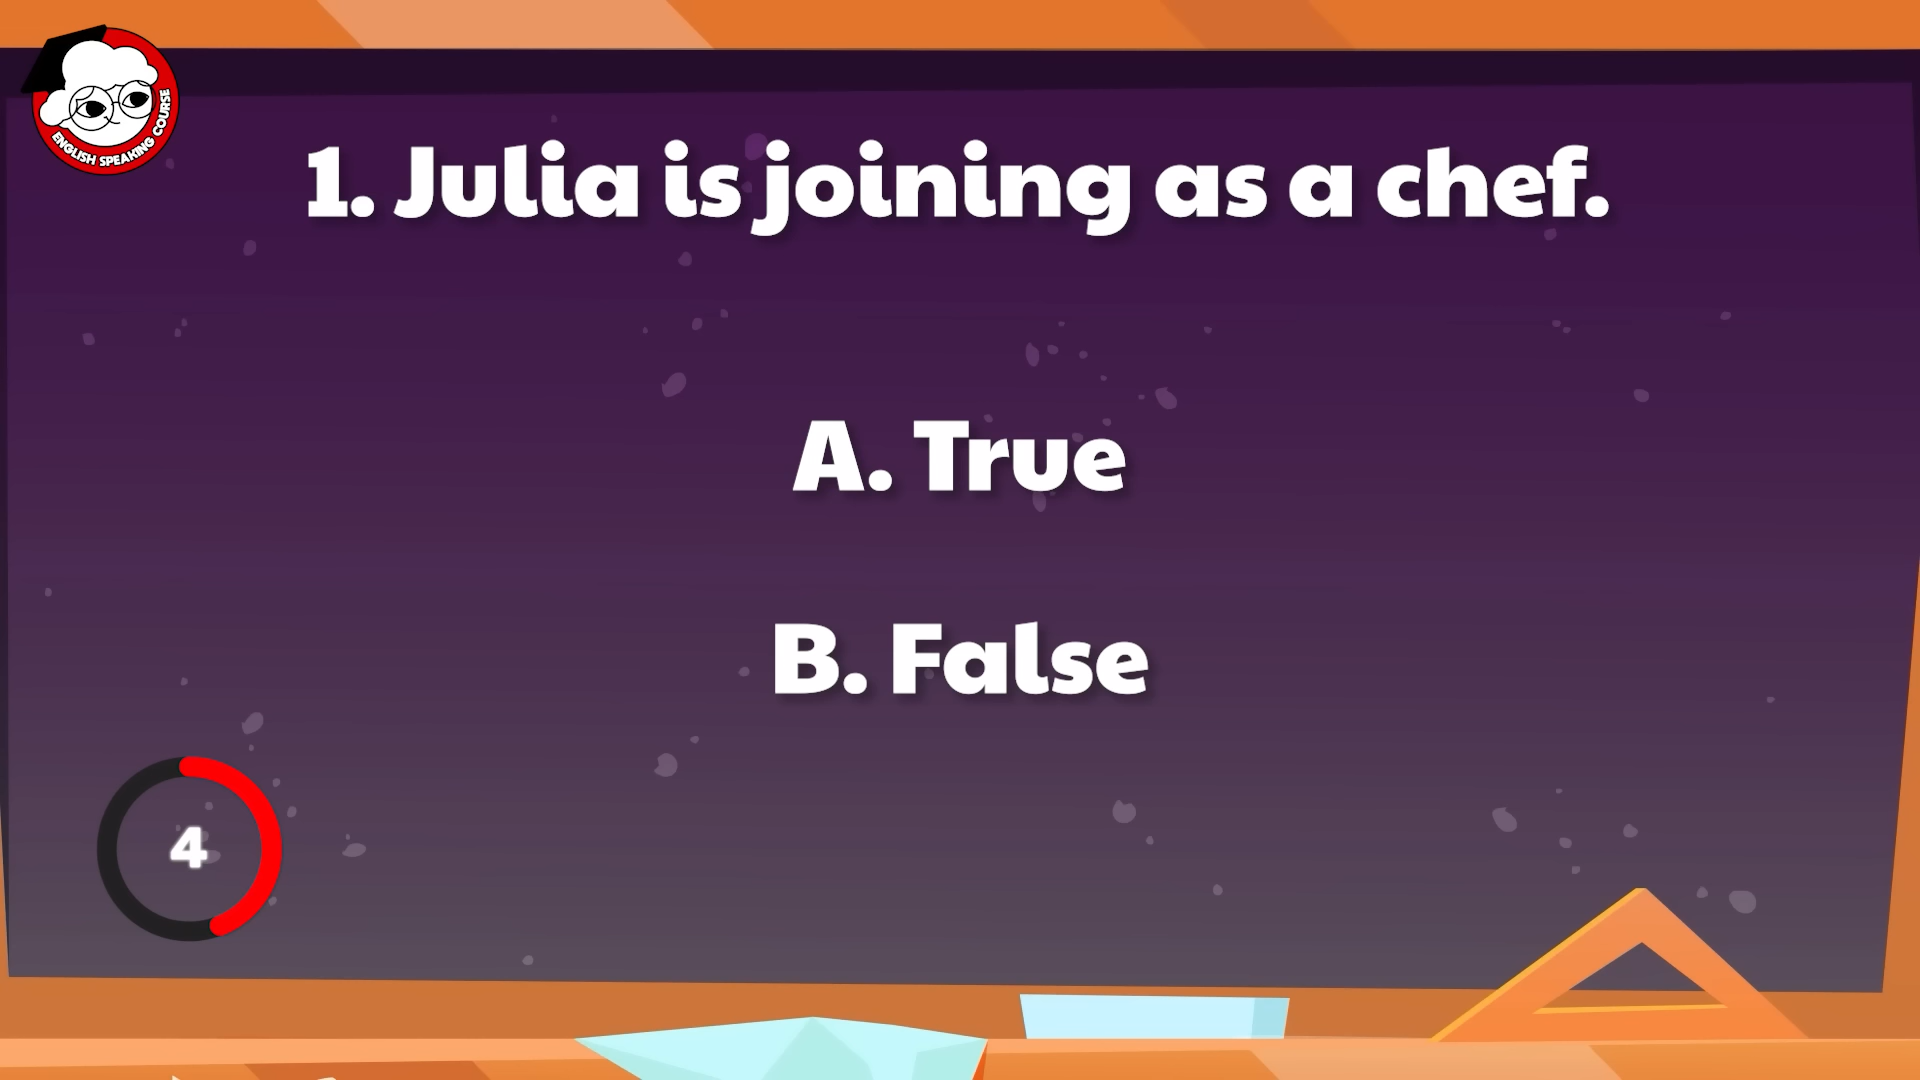 ENGLISH SPEAKING COURSE
1. Julia is joining as a chef.
A. True
B. False
4